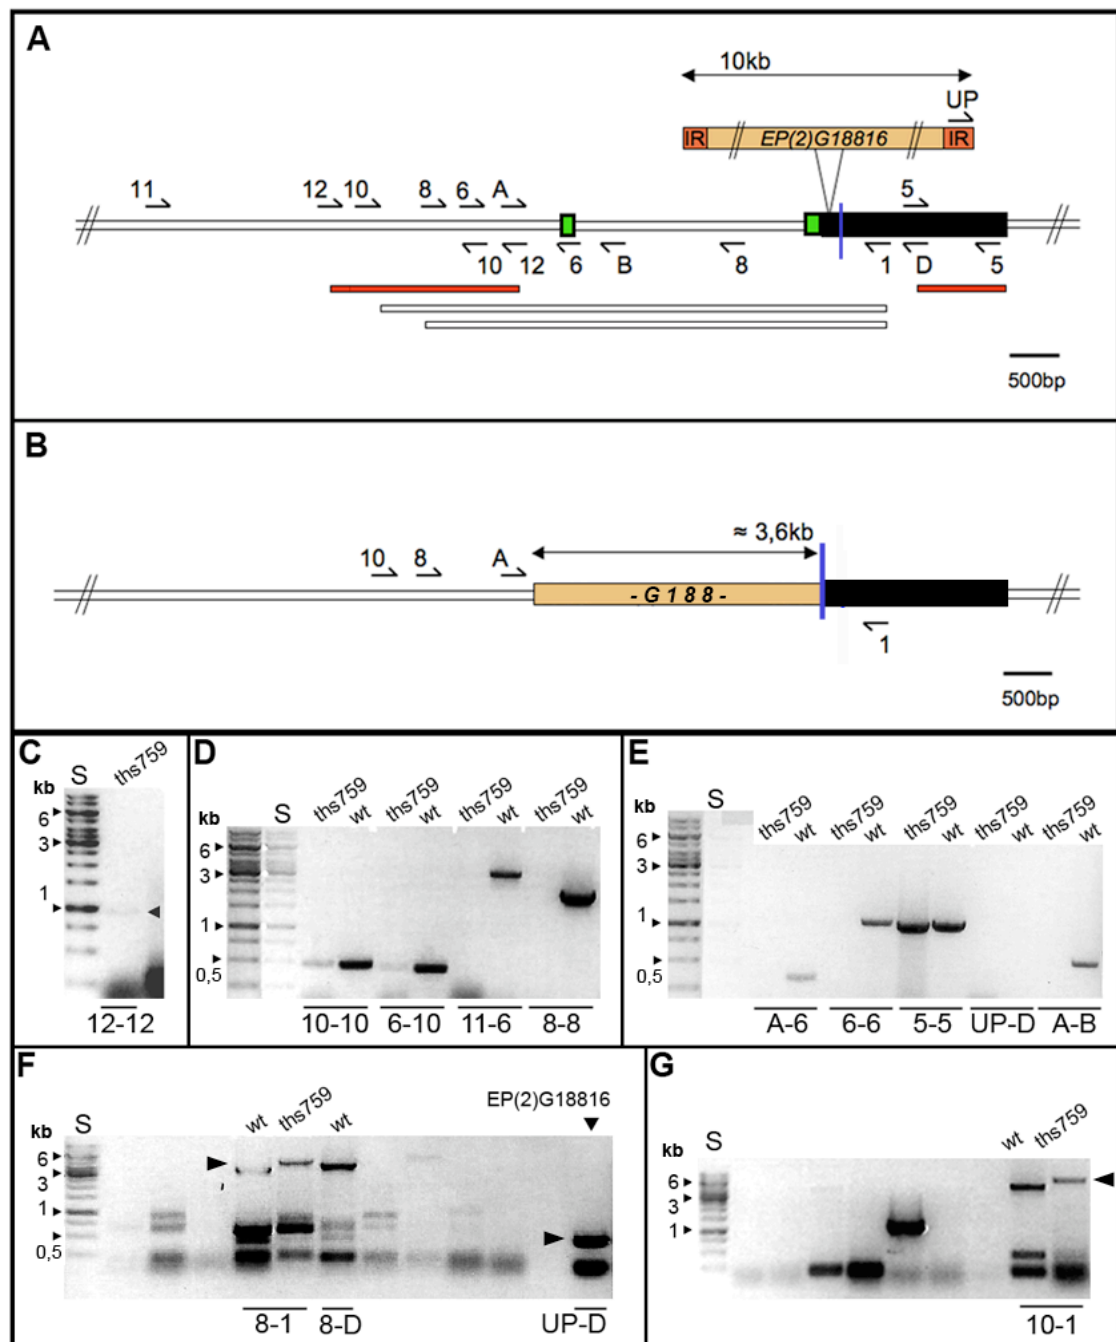 A
10kb
UP
IR EP(2)G18816 IR
11 12 10 8 6 A 5
10 12 6 B 8 1 D 5
500bp
B
≈ 3,6kb
10 8 A
- G 1 8 8 -
1
500bp
C
S ths759
kb
6
3
1
12-12
D
S ths759 wt ths759 wt ths759 wt ths759 wt
kb
6
3
1
0,5
10-10 6-10 11-6 8-8
E
S ths759 wt ths759 wt ths759 wt ths759 wt ths759 wt
kb
6
3
1
0,5
A-6 6-6 5-5 UP-D A-B
F
EP(2)G18816
S wt ths759 wt
kb
6
3
1
0,5
8-1 8-D UP-D
G
S wt ths759
kb
6
3
1
10-1